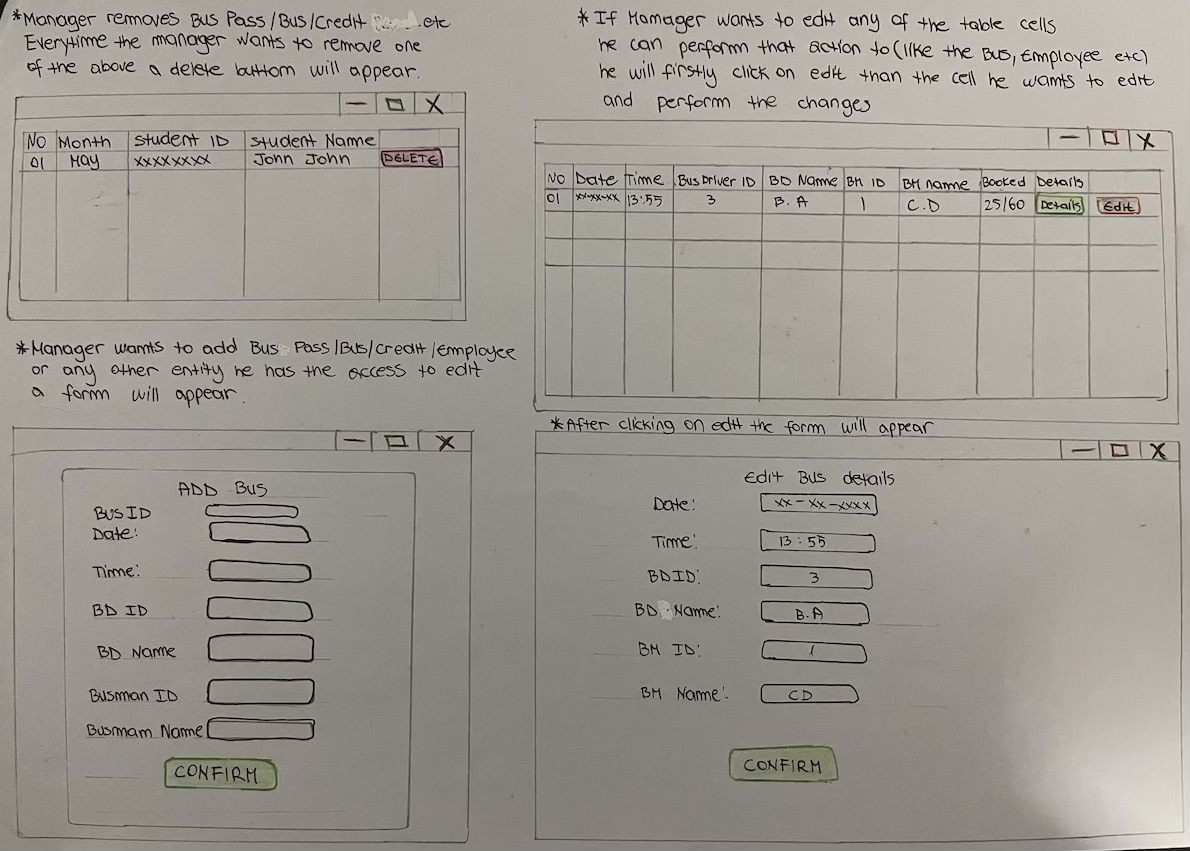 *Manager removes Bus Pass/Bus/Credit etc
Everytime the manager wants to remove one
of the above a delete button will appear.
— □ X
No Month Student ID Student Name
01 May xxxxxxxx John John DELETE
*Manager wants to add Bus Pass/Bus/Credit/Employee
or any other entity he has the access to edit
a form will appear.
— □ X
ADD BUS
BUS ID
Date:
Time:
BD ID
BD Name
Busman ID
Busman Name
CONFIRM
* If Manager wants to edit any of the table cells
he can perform that action to (like the Bus, Employee etc)
he will firstly click on edit than the cell he wants to edit
and perform the changes
— □ X
No Date Time Bus Driver ID BD Name BM ID BM name Booked Details
01 xx-xx-xx 13:55 3 B.A 1 C.D 25/60 Details Edit
*After clicking on edit the form will appear
— □ X
Edit Bus details
Date: xx-xx-xxxx
Time: 13:55
BDID: 3
BD Name: B.A
BM ID: 1
BM Name: CD
CONFIRM